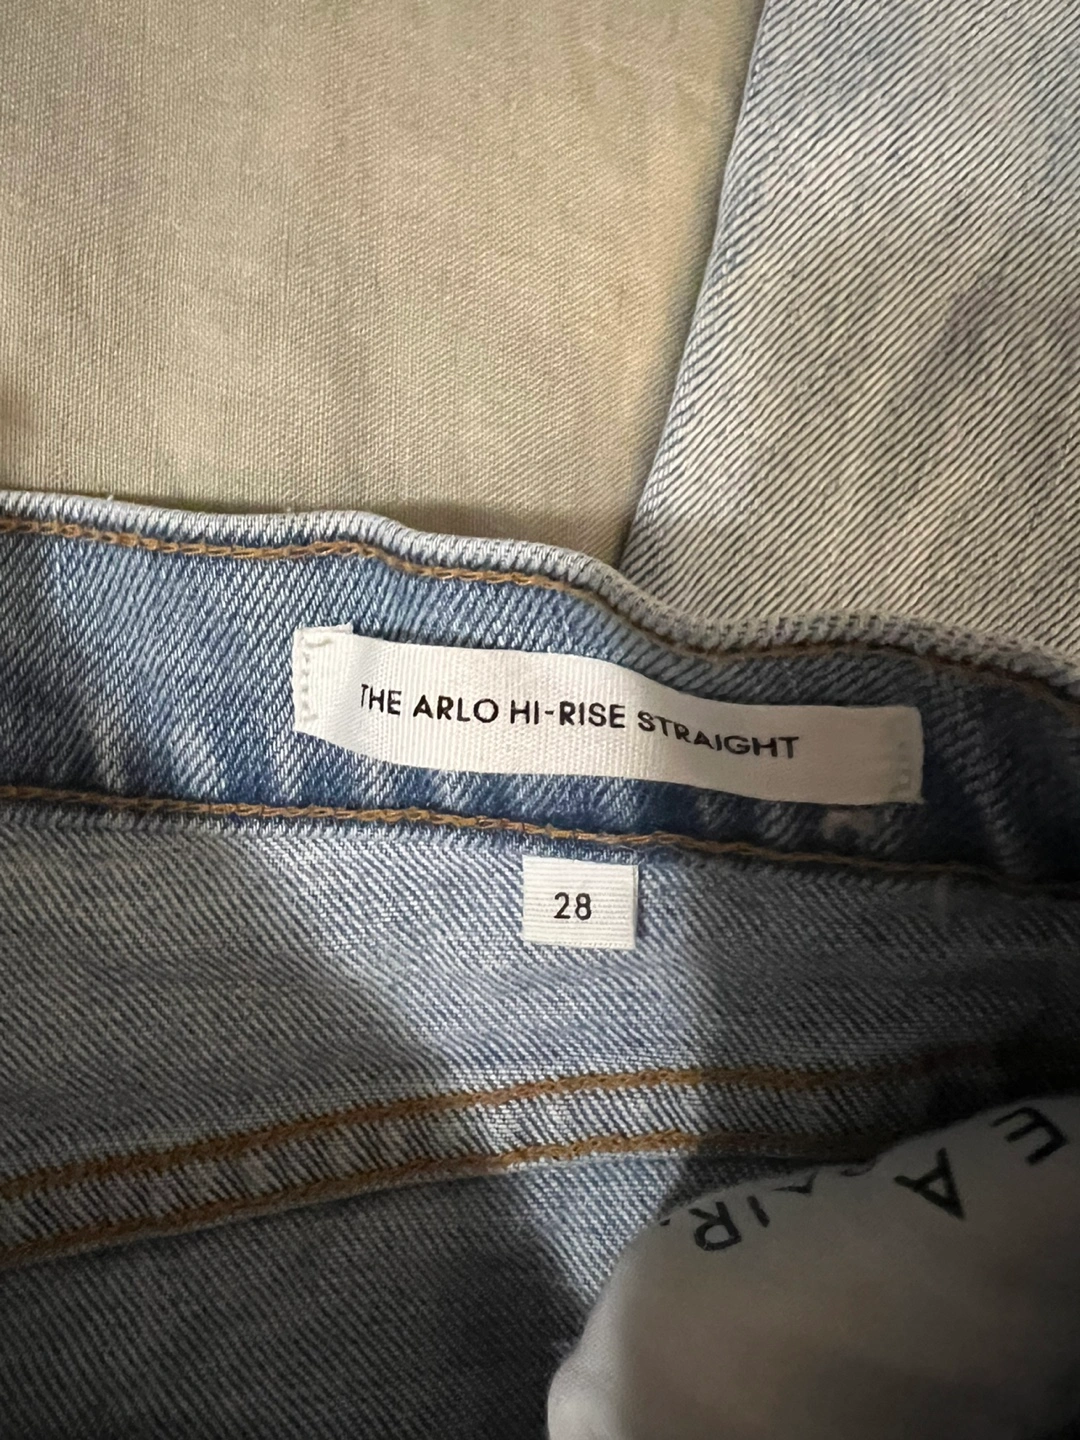 THE ARLO HI-RISE STRAIGHT
28